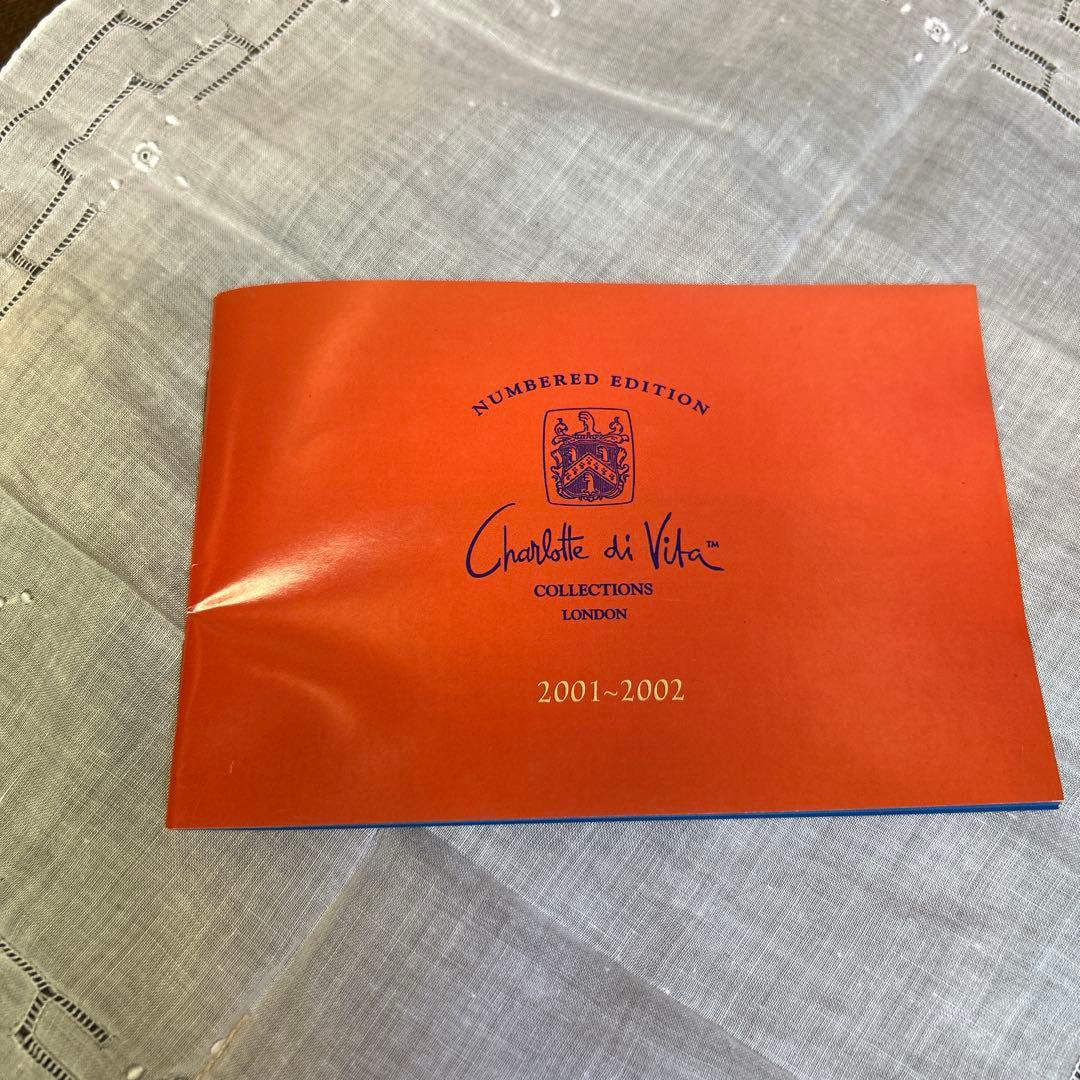 NUMBERED EDITION
Charlotte di Vita™
COLLECTIONS
LONDON
2001~2002